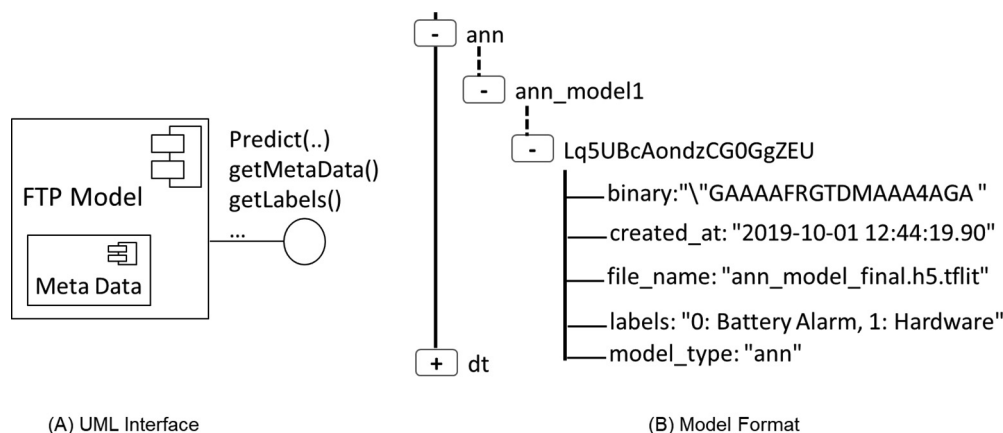 FTP Model
Meta Data
Predict(..)
getMetaData()
getLabels()
...
(A) UML Interface
- ann
- ann_model1
- Lq5UBcAondzCG0GgZEU
binary:"\"GAAAAFRGTDMAAA4AGA "
created_at: "2019-10-01 12:44:19.90"
file_name: "ann_model_final.h5.tflit"
labels: "0: Battery Alarm, 1: Hardware"
model_type: "ann"
+ dt
(B) Model Format